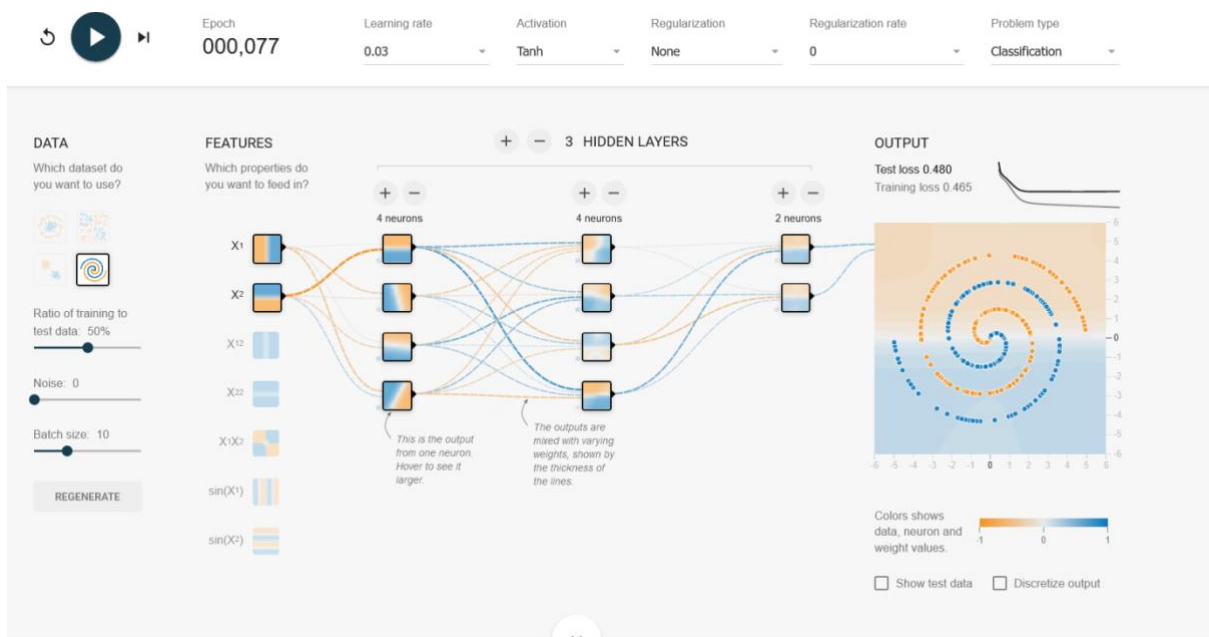 Epoch
000,077
Learning rate
0.03
Activation
Tanh
Regularization
None
Regularization rate
0
Problem type
Classification
DATA
Which dataset do
you want to use?
Ratio of training to
test data: 50%
Noise: 0
Batch size: 10
REGENERATE
FEATURES
Which properties do
you want to feed in?
X1
X2
X12
X22
X1X2
sin(X1)
sin(X2)
+ − 3 HIDDEN LAYERS
+ −
4 neurons
+ −
4 neurons
+ −
2 neurons
This is the output
from one neuron.
Hover to see it
larger.
The outputs are
mixed with varying
weights, shown by
the thickness of
the lines.
OUTPUT
Test loss 0.480
Training loss 0.465
-6
-5
-4
-3
-2
-1
0
-1
-2
-3
-4
-5
-6
-6 -5 -4 -3 -2 -1 0 1 2 3 4 5 6
Colors shows
data, neuron and
weight values.
-1 0 1
Show test data
Discretize output